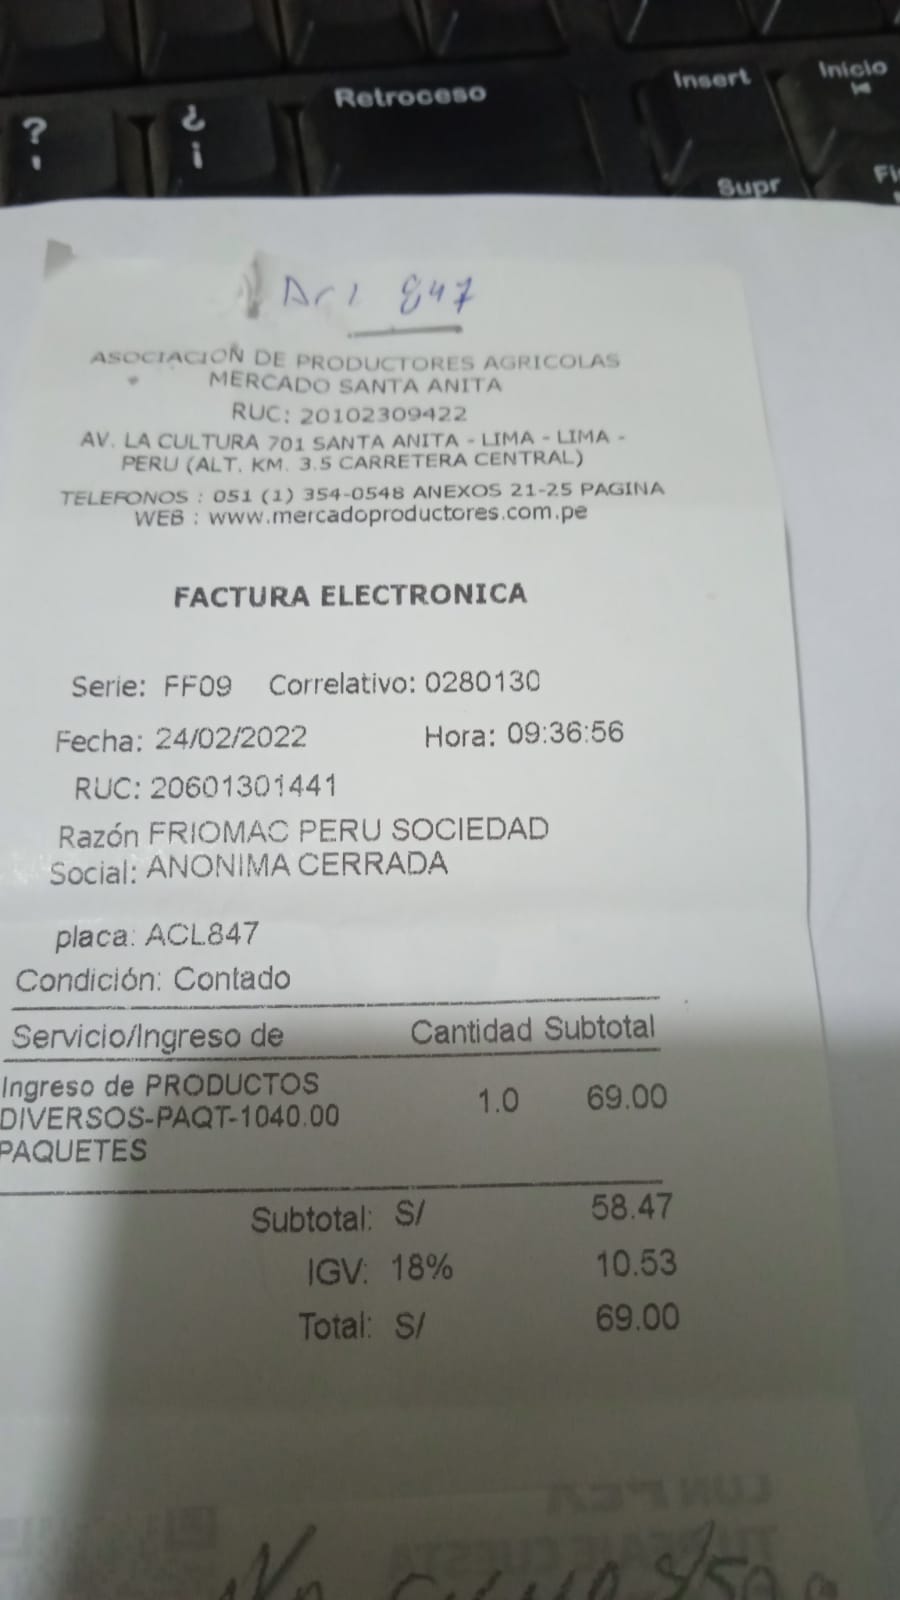 Retroceso
Insert
Inicio
?
'
¿
¡
Supr
Acl 847
ASOCIACION DE PRODUCTORES AGRICOLAS
MERCADO SANTA ANITA
RUC: 20102309422
AV. LA CULTURA 701 SANTA ANITA - LIMA - LIMA -
PERU (ALT. KM. 3.5 CARRETERA CENTRAL)
TELEFONOS : 051 (1) 354-0548 ANEXOS 21-25 PAGINA
WEB : www.mercadoproductores.com.pe
FACTURA ELECTRONICA
Serie: FF09 Correlativo: 0280130
Fecha: 24/02/2022 Hora: 09:36:56
RUC: 20601301441
Razón FRIOMAC PERU SOCIEDAD
Social: ANONIMA CERRADA
placa: ACL847
Condición: Contado
Servicio/Ingreso de Cantidad Subtotal
Ingreso de PRODUCTOS 1.0 69.00
DIVERSOS-PAQT-1040.00
PAQUETES
Subtotal: S/ 58.47
IGV: 18% 10.53
Total: S/ 69.00